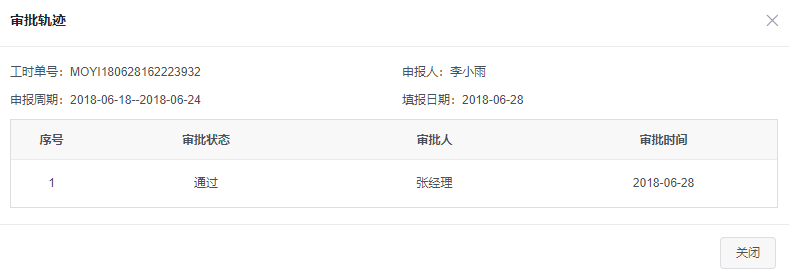 审批轨迹
工时单号：MOYI180628162223932 申报人：李小雨
申报周期：2018-06-18--2018-06-24 填报日期：2018-06-28
序号 审批状态 审批人 审批时间
1 通过 张经理 2018-06-28
关闭